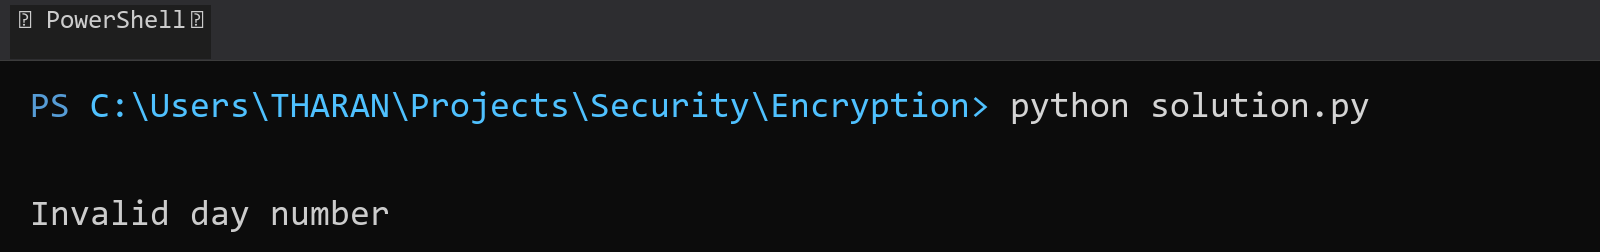 PowerShell
PS C:\Users\THARAN\Projects\Security\Encryption> python solution.py
Invalid day number